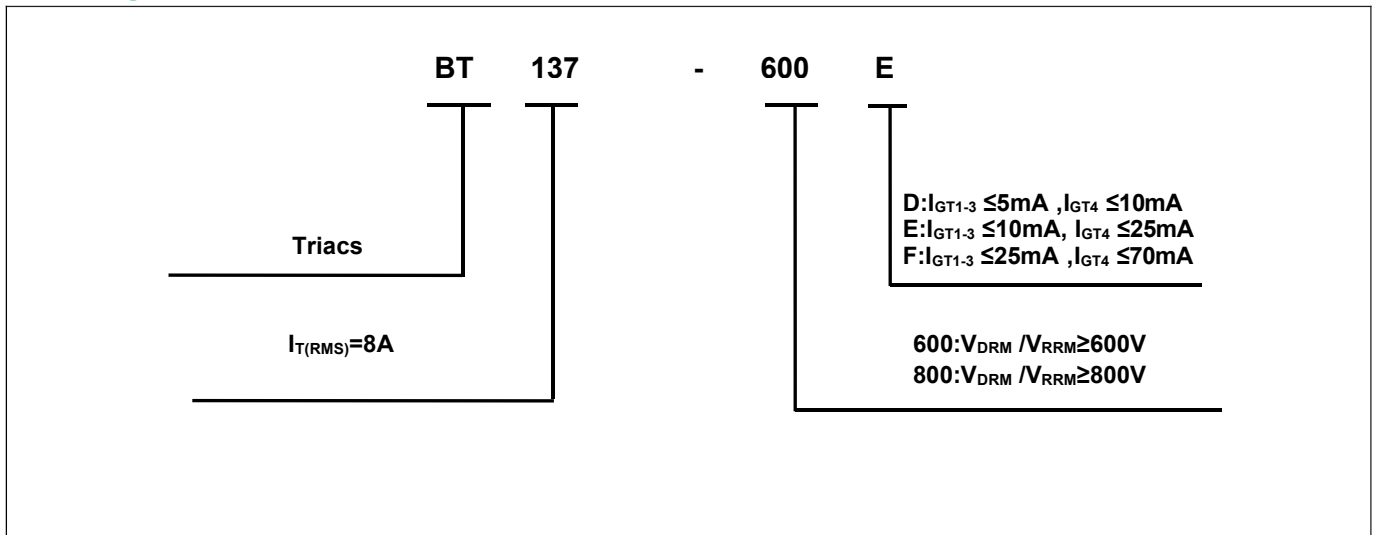 BT 137 - 600 E
D:IGT1-3 ≤5mA ,IGT4 ≤10mA
E:IGT1-3 ≤10mA, IGT4 ≤25mA
F:IGT1-3 ≤25mA ,IGT4 ≤70mA
Triacs
IT(RMS)=8A
600:VDRM /VRRM≥600V
800:VDRM /VRRM≥800V